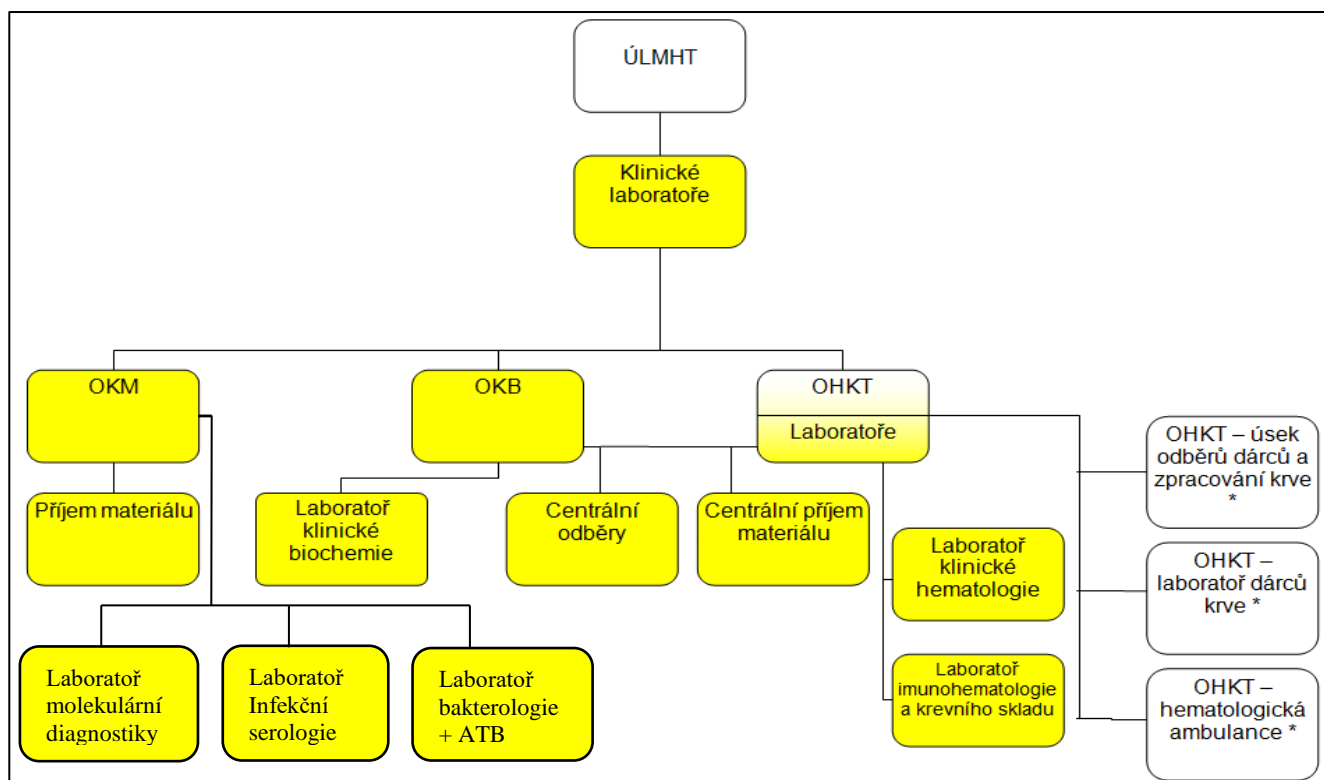 ÚLMHT
Klinické
laboratoře
OKM
OKB
OHKT
Laboratoře
Příjem materiálu
Laboratoř
klinické
biochemie
Centrální
odběry
Centrální příjem
materiálu
Laboratoř
klinické
hematologie
Laboratoř
imunohematologie
a krevního skladu
OHKT – úsek
odběrů dárců a
zpracování krve *
OHKT –
laboratoř dárců
krve *
OHKT –
hematologická
ambulance *
Laboratoř
molekulární
diagnostiky
Laboratoř
Infekční
serologie
Laboratoř
bakterologie
+ ATB